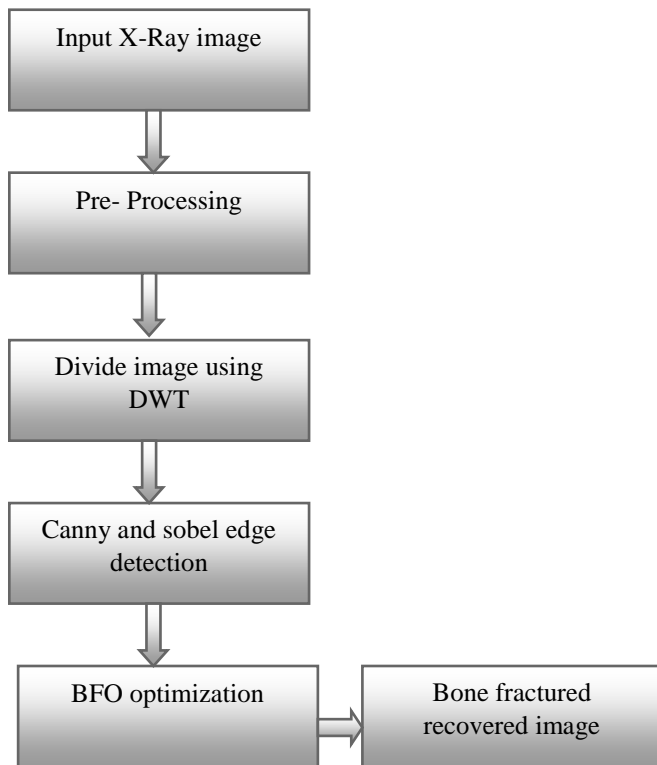 Input X-Ray image
Pre- Processing
Divide image using
DWT
Canny and sobel edge
detection
BFO optimization
Bone fractured
recovered image